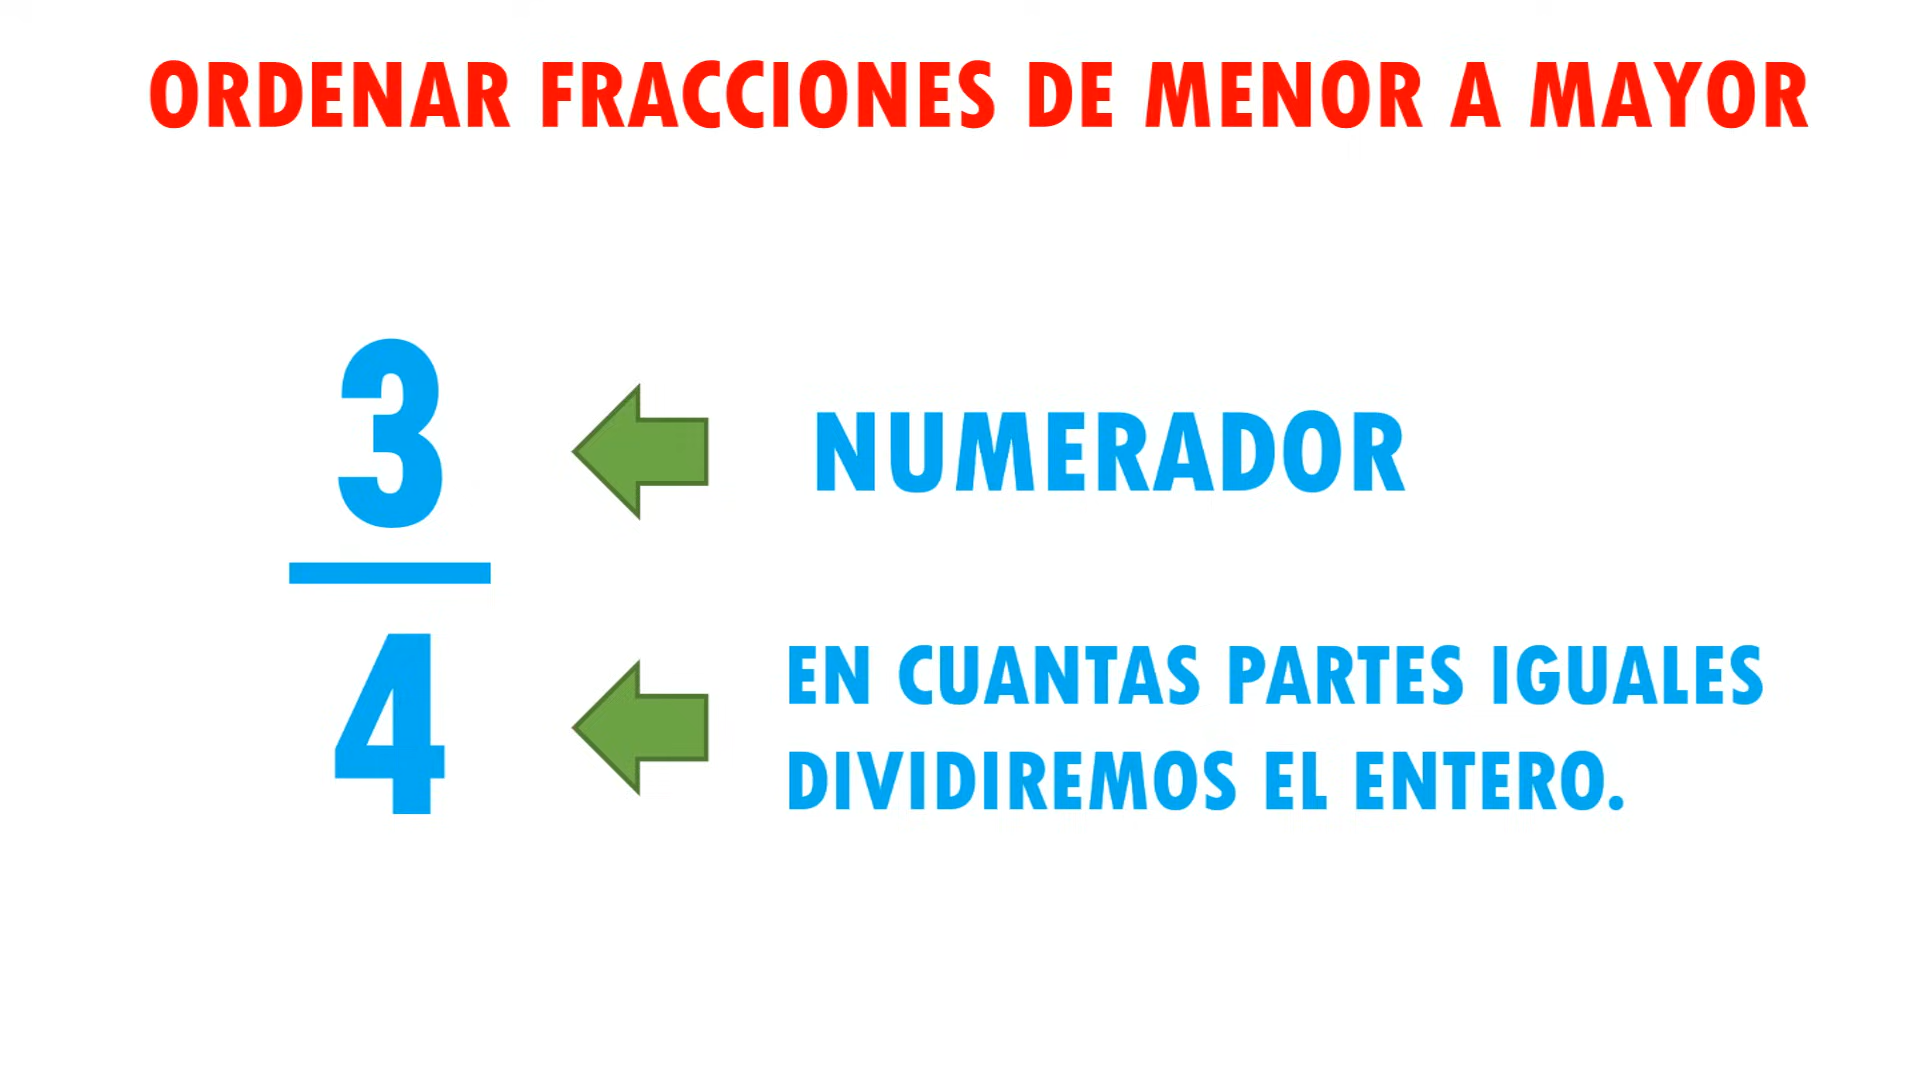 ORDENAR FRACCIONES DE MENOR A MAYOR
3
NUMERADOR
4
EN CUANTAS PARTES IGUALES
DIVIDIREMOS EL ENTERO.